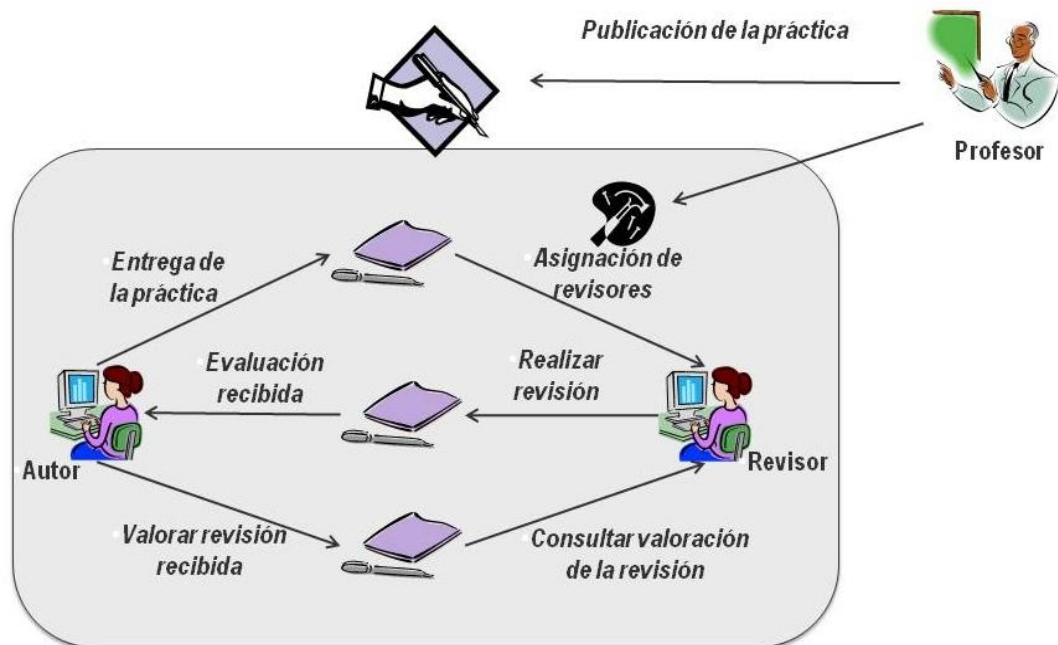 Publicación de la práctica
Profesor
Entrega de
la práctica
Asignación de
revisores
Evaluación
recibida
Realizar
revisión
Autor
Revisor
Valorar revisión
recibida
Consultar valoración
de la revisión